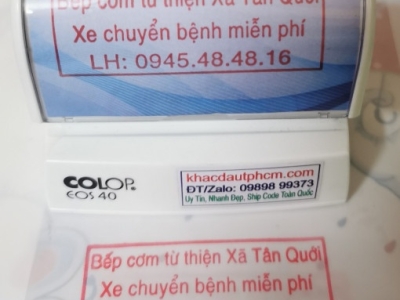 Bếp cơm từ thiện Xã Tân Quới
Xe chuyển bệnh miễn phí
LH: 0945.48.48.16
COLOP
EOS 40
khacdautphcm.com
ĐT/Zalo: 09898 99373
Uy Tín, Nhanh Đẹp, Ship Code Toàn Quốc
Bếp cơm từ thiện Xã Tân Quới
Xe chuyển bệnh miễn phí